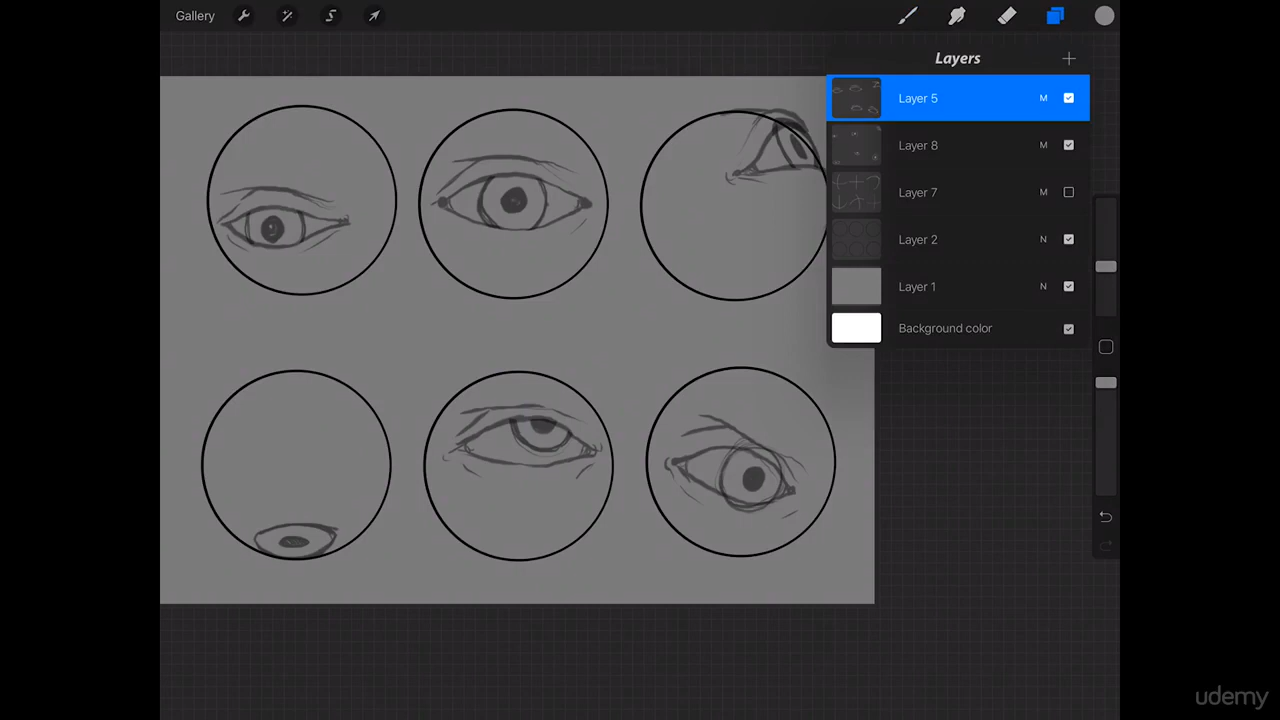 Gallery
Layers
Layer 5 M
Layer 8 M
Layer 7 M
Layer 2 N
Layer 1 N
Background color
udemy